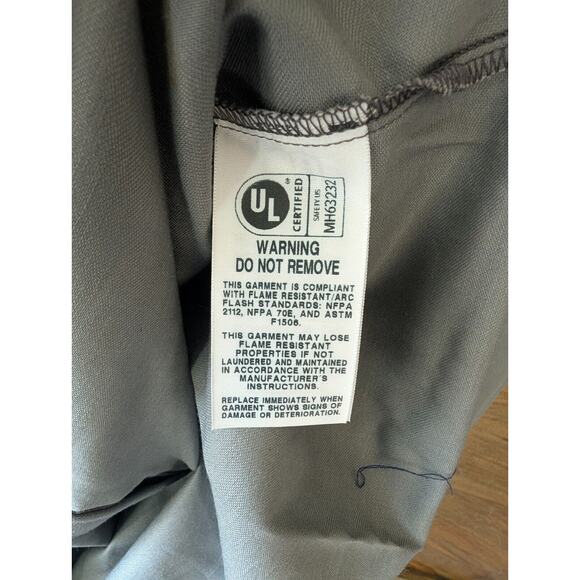 UL ®
CERTIFIED
SAFETY US
MH63232
WARNING
DO NOT REMOVE
THIS GARMENT IS COMPLIANT
WITH FLAME RESISTANT/ARC
FLASH STANDARDS: NFPA
2112, NFPA 70E, AND ASTM
F1506.
THIS GARMENT MAY LOSE
FLAME RESISTANT
PROPERTIES IF NOT
LAUNDERED AND MAINTAINED
IN ACCORDANCE WITH THE
MANUFACTURER'S
INSTRUCTIONS.
REPLACE IMMEDIATELY WHEN
GARMENT SHOWS SIGNS OF
DAMAGE OR DETERIORATION.